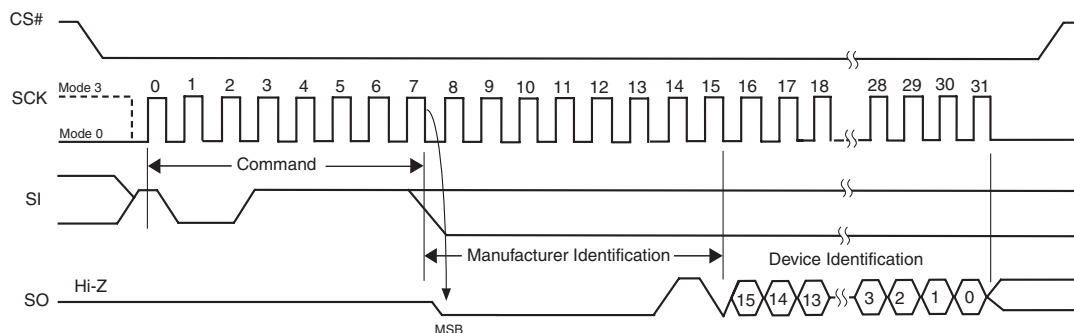 CS#
SCK
Mode 3
Mode 0
0 1 2 3 4 5 6 7 8 9 10 11 12 13 14 15 16 17 18 28 29 30 31
Command
SI
Manufacturer Identification
Device Identification
Hi-Z
SO
15 14 13 3 2 1 0
MSB